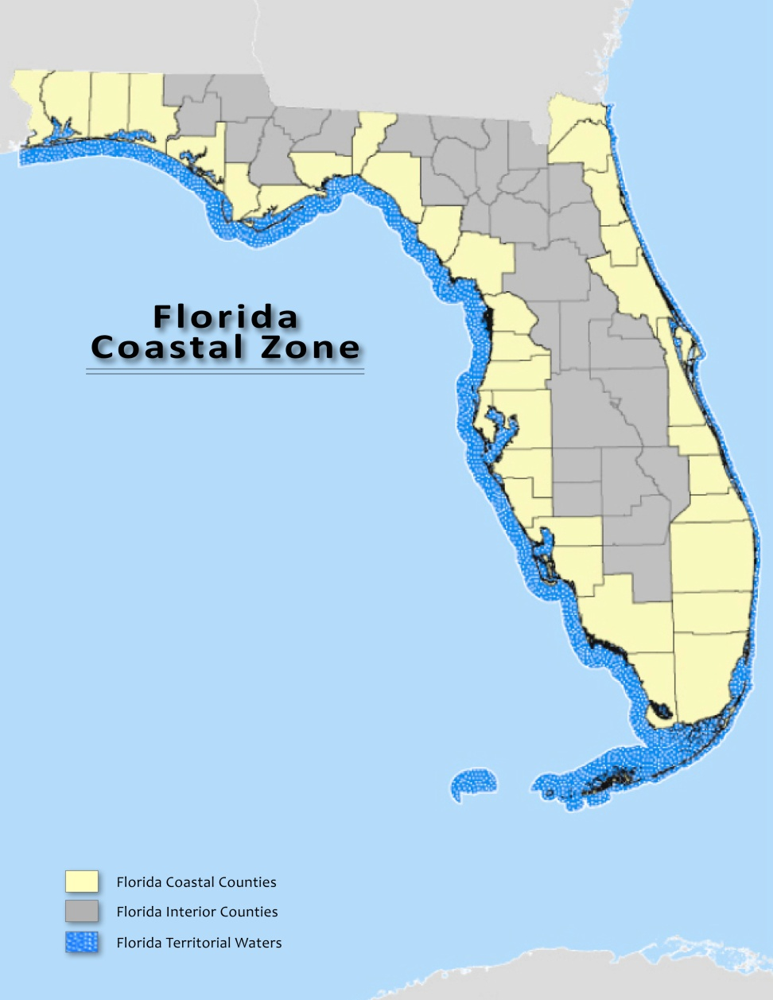 Florida
Coastal Zone
Florida Coastal Counties
Florida Interior Counties
Florida Territorial Waters